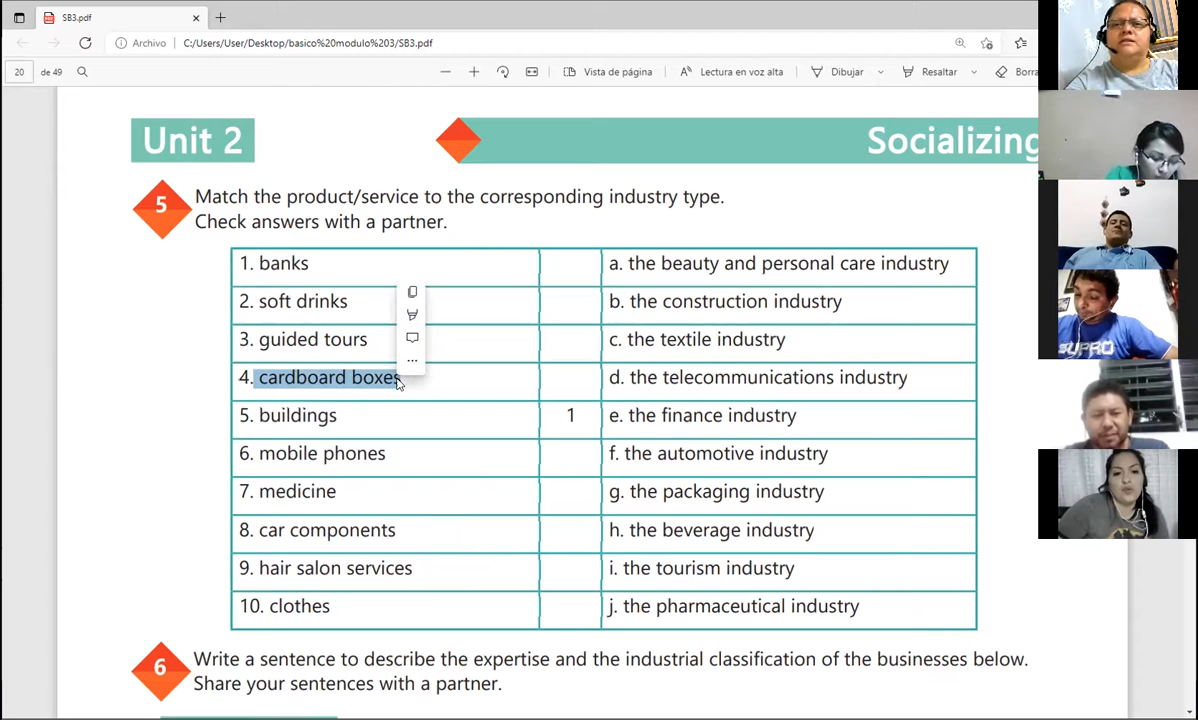 SB3.pdf
Archivo
C:/Users/User/Desktop/basico%20modulo%203/SB3.pdf
20 de 49
Vista de página
Lectura en voz alta
Dibujar
Resaltar
Borra
Unit 2
Socializing
5
Match the product/service to the corresponding industry type.
Check answers with a partner.
1. banks
a. the beauty and personal care industry
2. soft drinks
b. the construction industry
3. guided tours
c. the textile industry
4. cardboard boxes
d. the telecommunications industry
5. buildings
1
e. the finance industry
6. mobile phones
f. the automotive industry
7. medicine
g. the packaging industry
8. car components
h. the beverage industry
9. hair salon services
i. the tourism industry
10. clothes
j. the pharmaceutical industry
6
Write a sentence to describe the expertise and the industrial classification of the businesses below.
Share your sentences with a partner.